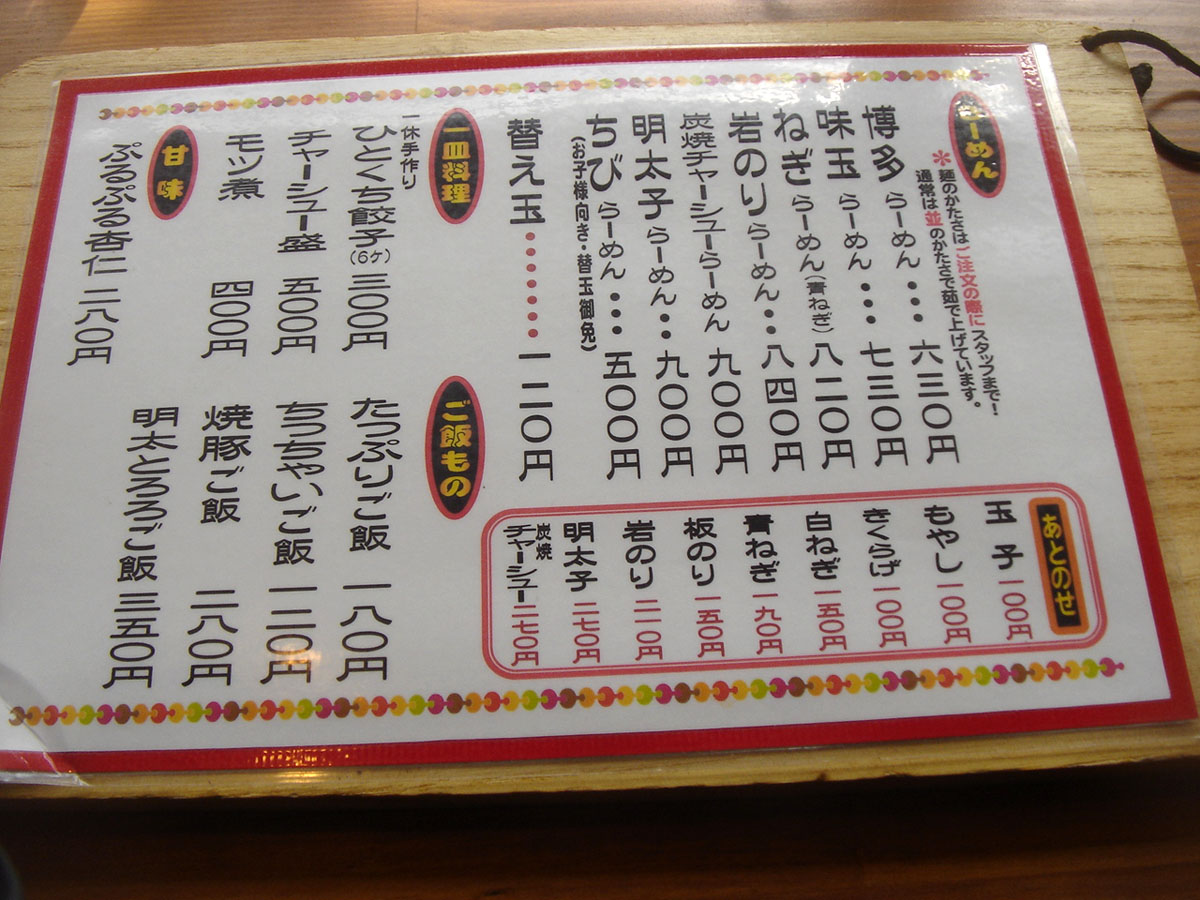 らーめん
＊麺のかたさはご注文の際にスタッフまで！
通常は並のかたさで茹で上げています。
博多らーめん・・・六三〇円
味玉らーめん・・・七三〇円
ねぎらーめん(青ねぎ)八二〇円
岩のりらーめん・・八四〇円
炭焼チャーシューらーめん 九〇〇円
明太子らーめん・・九〇〇円
ちびらーめん・・・五〇〇円
(お子様向き・替玉御免)
替え玉・・・・・・・一二〇円
あとのせ
玉子 一〇〇円
もやし 一〇〇円
きくらげ 一〇〇円
白ねぎ 一五〇円
青ねぎ 一九〇円
板のり 一五〇円
岩のり 二一〇円
明太子 二七〇円
炭焼チャーシュー 二七〇円
一皿料理
一休手作り
ひとくち餃子(6ケ) 三〇〇円
チャーシュー盛 五〇〇円
モツ煮 四〇〇円
甘味
ぷるぷる杏仁 二八〇円
ご飯もの
たっぷりご飯 一八〇円
ちっちゃいご飯 一二〇円
焼豚ご飯 二八〇円
明太とろろご飯 三五〇円